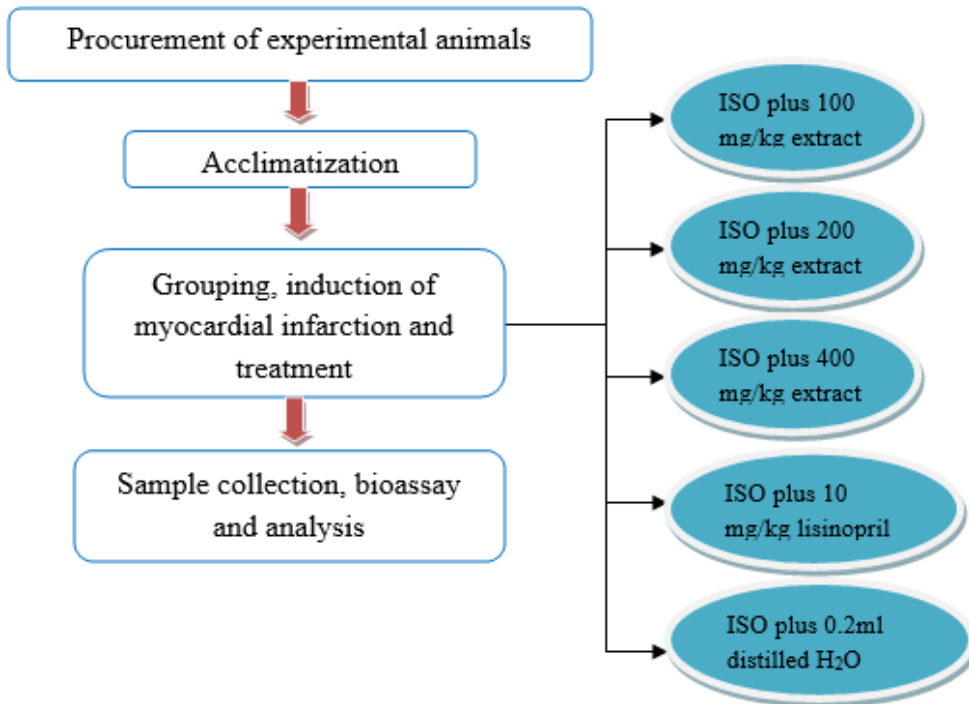 Procurement of experimental animals
Acclimatization
Grouping, induction of
myocardial infarction and
treatment
Sample collection, bioassay
and analysis
ISO plus 100
mg/kg extract
ISO plus 200
mg/kg extract
ISO plus 400
mg/kg extract
ISO plus 10
mg/kg lisinopril
ISO plus 0.2ml
distilled H₂O